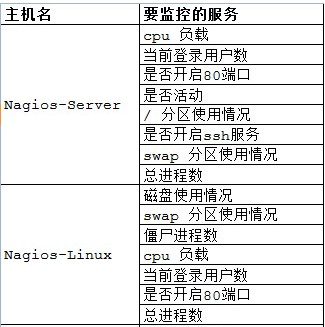 主机名 要监控的服务
Nagios-Server
cpu 负载
当前登录用户数
是否开启80端口
是否活动
/ 分区使用情况
是否开启ssh服务
swap 分区使用情况
总进程数
Nagios-Linux
磁盘使用情况
swap 分区使用情况
僵尸进程数
cpu 负载
当前登录用户数
是否开启80端口
总进程数